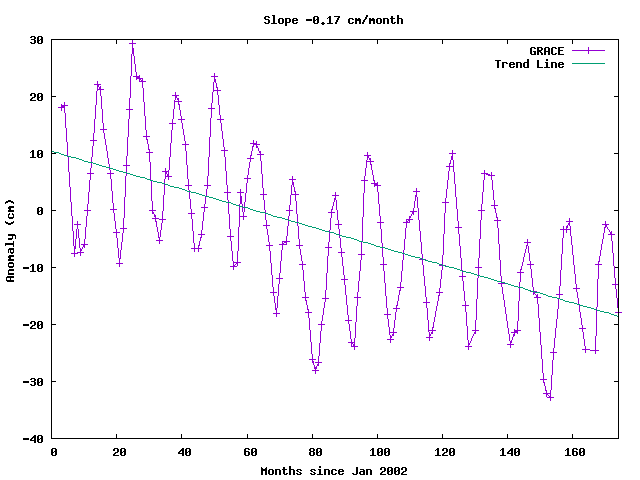 Slope -0.17 cm/month
GRACE
Trend Line
30
20
10
0
-10
-20
-30
-40
Anomaly (cm)
0 20 40 60 80 100 120 140 160
Months since Jan 2002